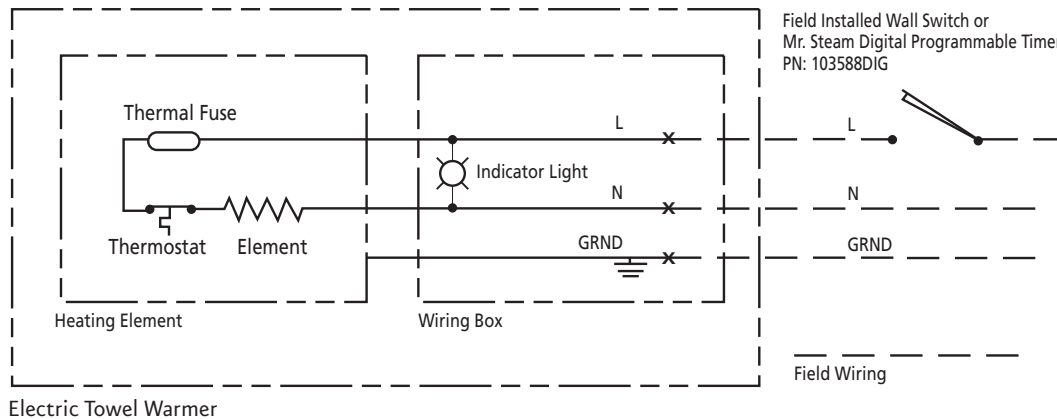 Field Installed Wall Switch or
Mr. Steam Digital Programmable Timer
PN: 103588DIG
Thermal Fuse
L
L
Indicator Light
N
N
Thermostat
Element
GRND
GRND
Heating Element
Wiring Box
Field Wiring
Electric Towel Warmer